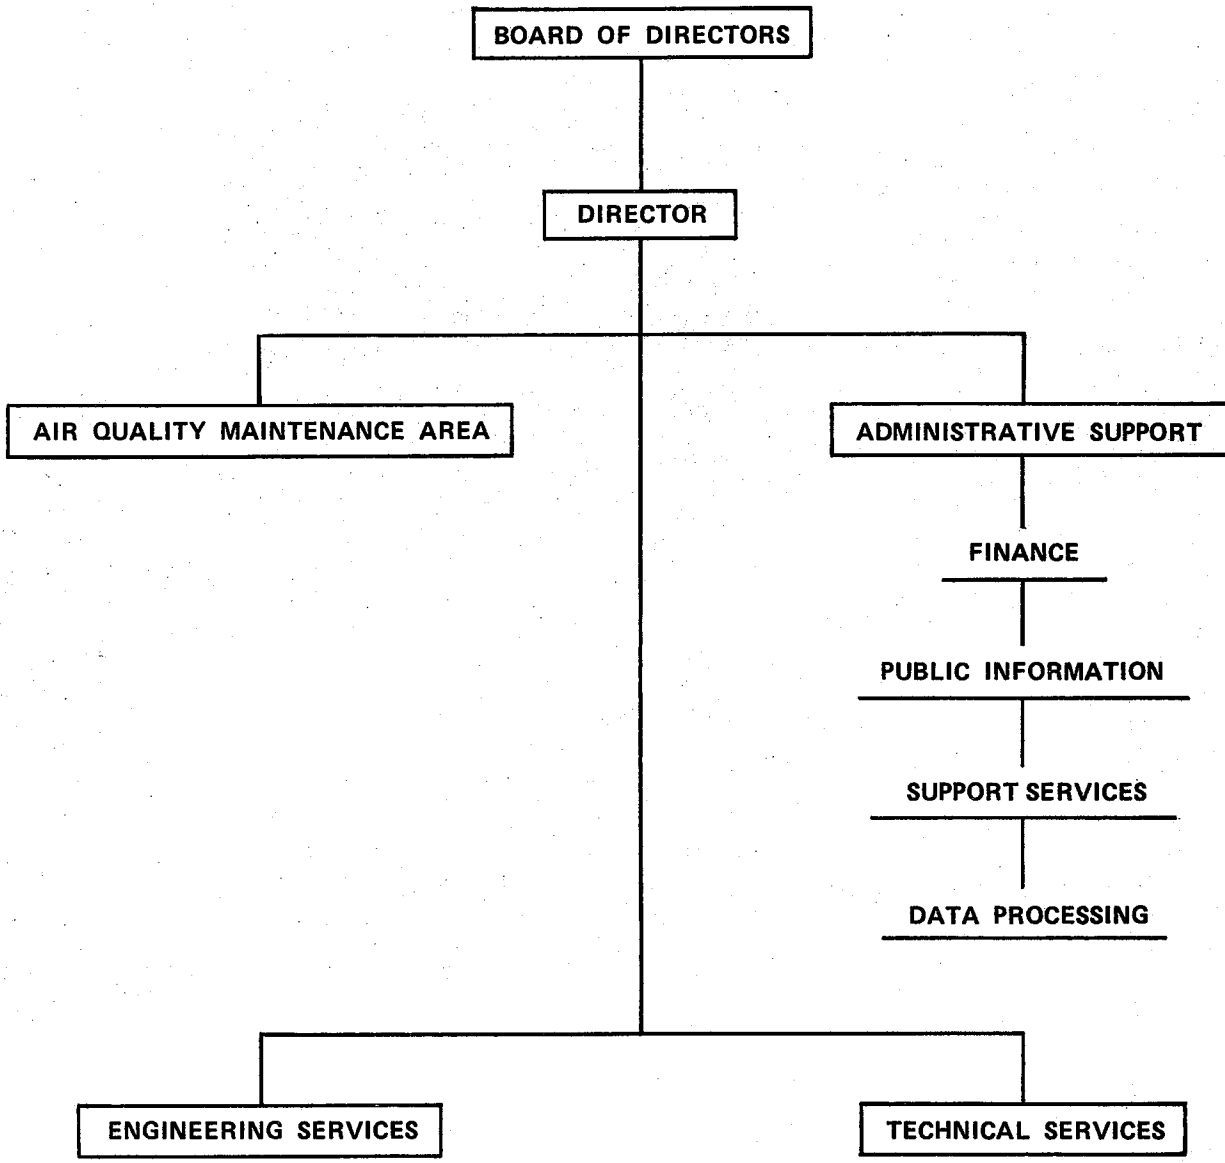 BOARD OF DIRECTORS
DIRECTOR
AIR QUALITY MAINTENANCE AREA
ADMINISTRATIVE SUPPORT
FINANCE
PUBLIC INFORMATION
SUPPORT SERVICES
DATA PROCESSING
ENGINEERING SERVICES
TECHNICAL SERVICES